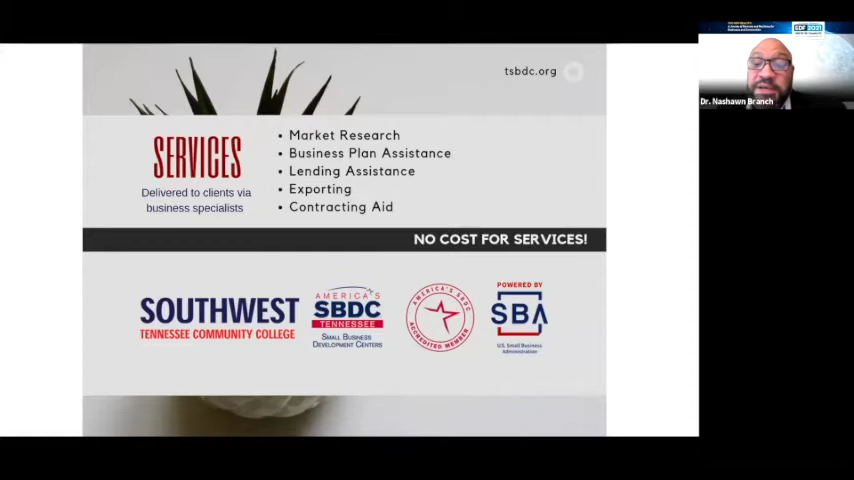 EDF 2021
Dr. Nashawn Branch
tsbdc.org
SERVICES
Delivered to clients via
business specialists
• Market Research
• Business Plan Assistance
• Lending Assistance
• Exporting
• Contracting Aid
NO COST FOR SERVICES!
SOUTHWEST
TENNESSEE COMMUNITY COLLEGE
AMERICA'S
SBDC
TENNESSEE
SMALL BUSINESS
DEVELOPMENT CENTERS
AMERICA'S SBDC
ACCREDITED MEMBER
POWERED BY
SBA
U.S. Small Business
Administration